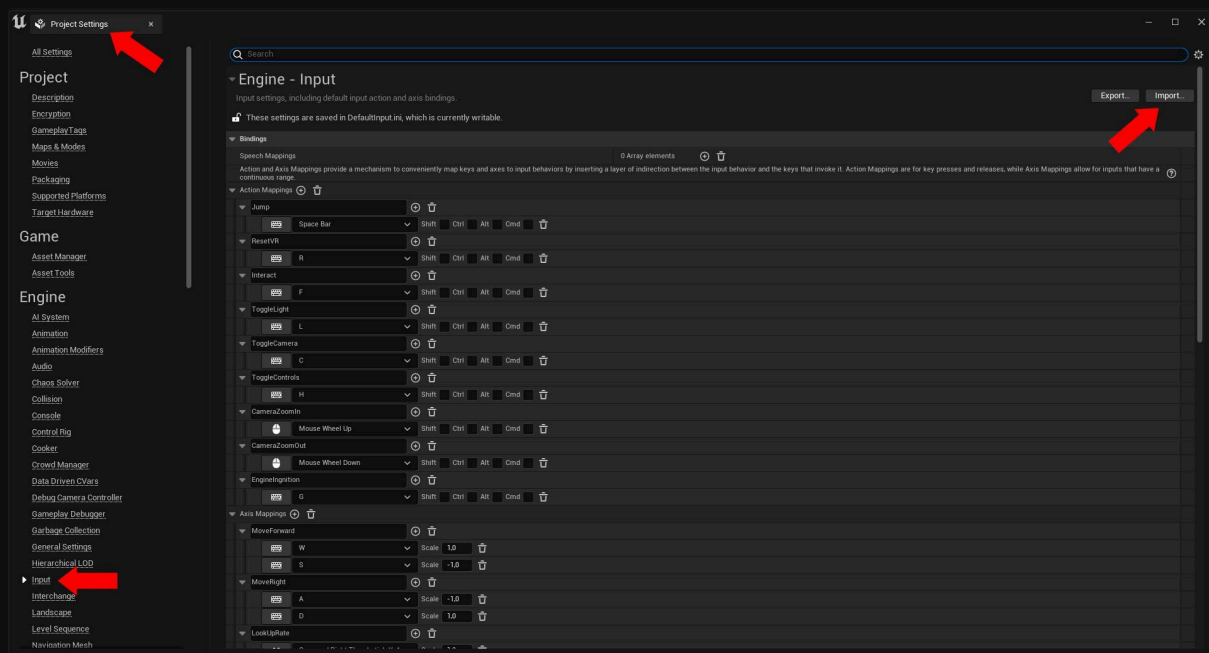 Project Settings
All Settings
Project
Description
Encryption
GameplayTags
Maps & Modes
Movies
Packaging
Supported Platforms
Target Hardware
Game
Asset Manager
Asset Tools
Engine
AI System
Animation
Animation Modifiers
Audio
Chaos Solver
Collision
Console
Control Rig
Cooker
Crowd Manager
Data Driven CVars
Debug Camera Controller
Gameplay Debugger
Garbage Collection
General Settings
Hierarchical LOD
Input
Interchange
Landscape
Level Sequence
Navigation Mesh
Search
Engine - Input
Input settings, including default input action and axis bindings.
Export... Import...
These settings are saved in DefaultInput.ini, which is currently writable.
Bindings
Speech Mappings 0 Array elements
Action and Axis Mappings provide a mechanism to conveniently map keys and axes to input behaviors by inserting a layer of indirection between the input behavior and the keys that invoke it. Action Mappings are for key presses and releases, while Axis Mappings allow for inputs that have a
continuous range.
Action Mappings
Jump
Space Bar Shift Ctrl Alt Cmd
ResetVR
R Shift Ctrl Alt Cmd
Interact
F Shift Ctrl Alt Cmd
ToggleLight
L Shift Ctrl Alt Cmd
ToggleCamera
C Shift Ctrl Alt Cmd
ToggleControls
H Shift Ctrl Alt Cmd
CameraZoomIn
Mouse Wheel Up Shift Ctrl Alt Cmd
CameraZoomOut
Mouse Wheel Down Shift Ctrl Alt Cmd
EngineIngnition
G Shift Ctrl Alt Cmd
Axis Mappings
MoveForward
W Scale 1,0
S Scale -1,0
MoveRight
A Scale -1,0
D Scale 1,0
LookUpRate